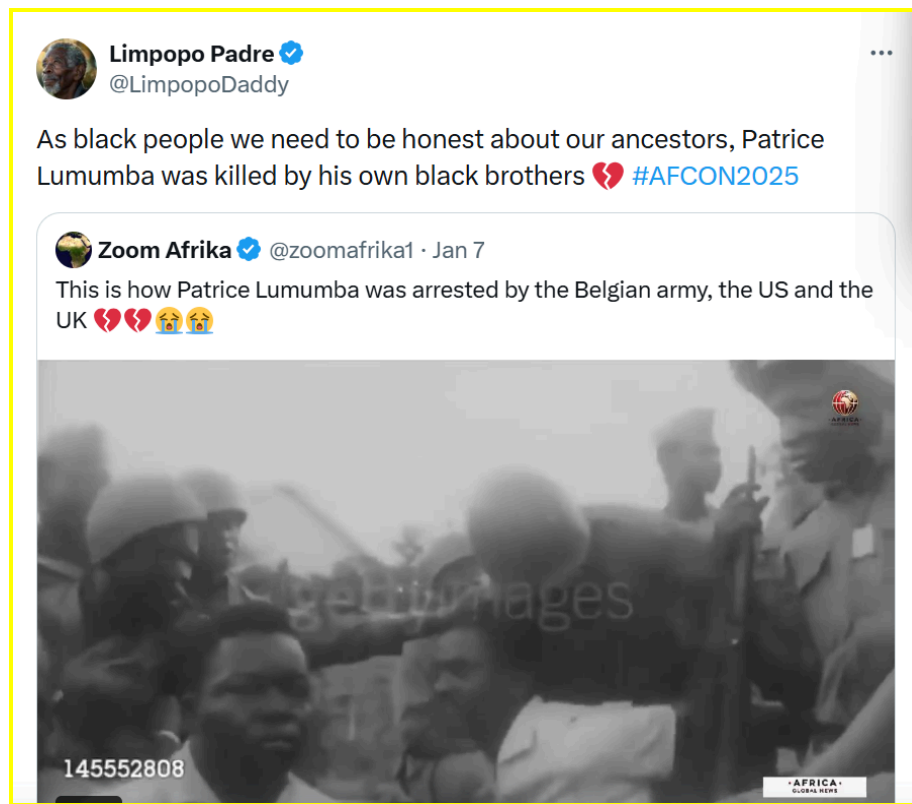 Limpopo Padre
@LimpopoDaddy
As black people we need to be honest about our ancestors, Patrice
Lumumba was killed by his own black brothers 💔 #AFCON2025
Zoom Afrika @zoomafrika1 · Jan 7
This is how Patrice Lumumba was arrested by the Belgian army, the US and the
UK 💔💔😭😭
·AFRICA·
gettyimages
145552808
·AFRICA·
GLOBAL NEWS